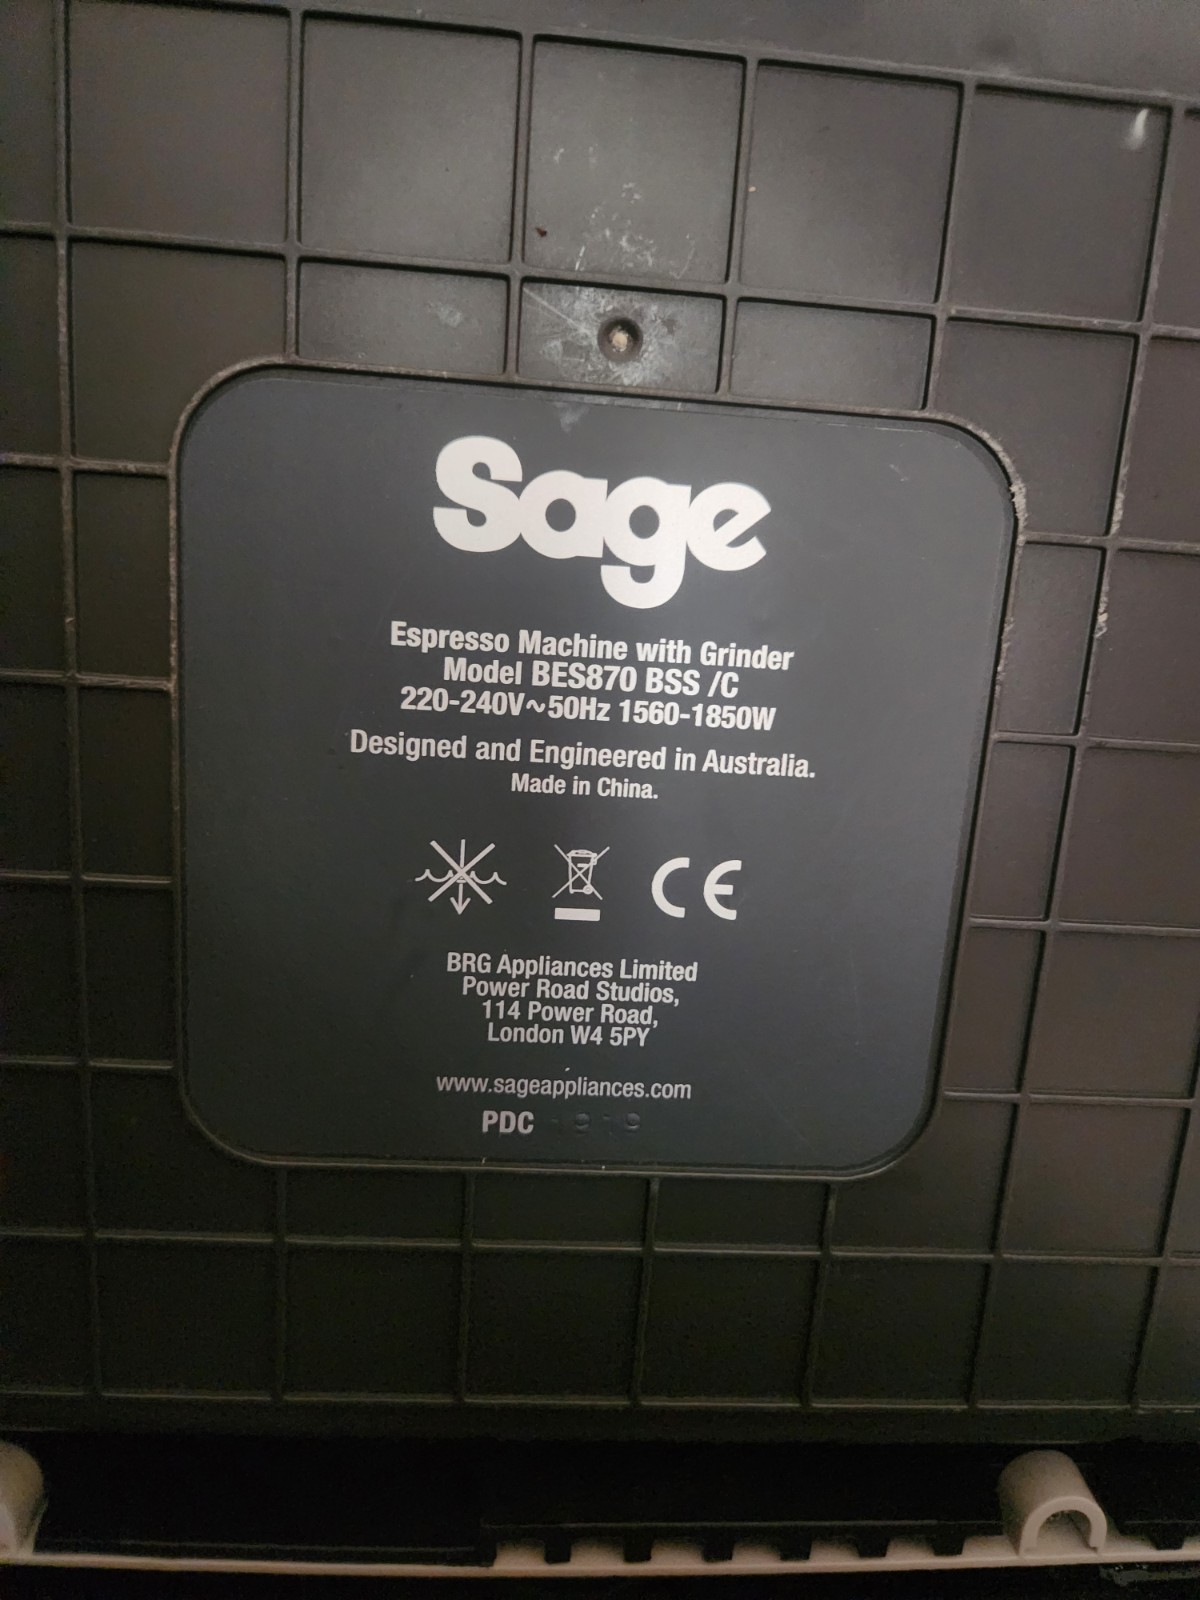 Sage
Espresso Machine with Grinder
Model BES870 BSS /C
220-240V~50Hz 1560-1850W
Designed and Engineered in Australia.
Made in China.
CE
BRG Appliances Limited
Power Road Studios,
114 Power Road,
London W4 5PY
www.sageappliances.com
PDC